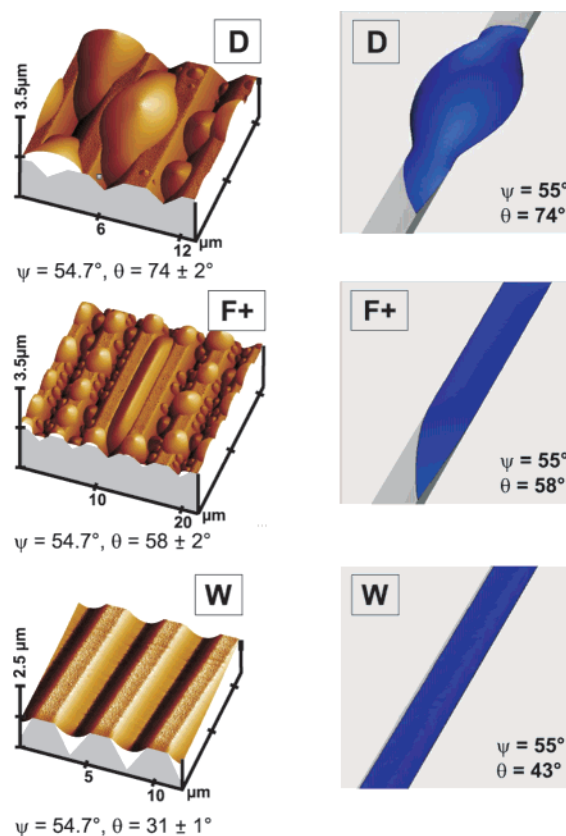 D
3.5µm
6
12
µm
ψ = 54.7°, θ = 74 ± 2°
D
ψ = 55°
θ = 74°
F+
3.5µm
10
20
µm
ψ = 54.7°, θ = 58 ± 2°
F+
ψ = 55°
θ = 58°
W
2.5 µm
5
10
µm
ψ = 54.7°, θ = 31 ± 1°
W
ψ = 55°
θ = 43°